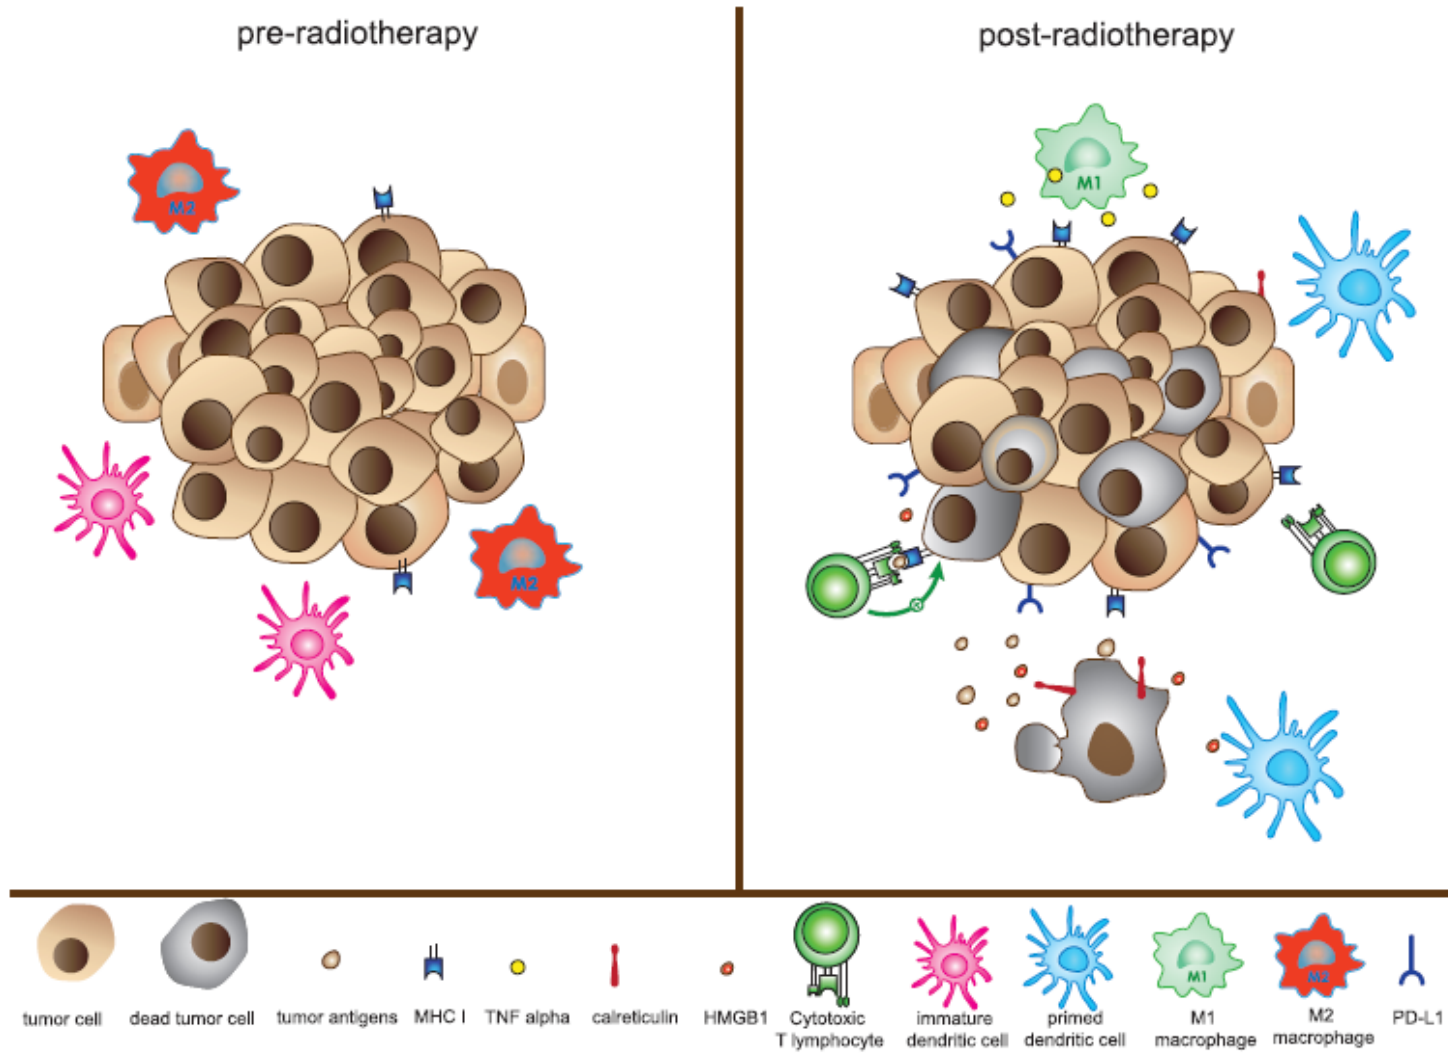 pre-radiotherapy
post-radiotherapy
M2
M1
M2
M1
M2
tumor cell
dead tumor cell
tumor antigens
MHC I
TNF alpha
calreticulin
HMGB1
Cytotoxic
T lymphocyte
immature
dendritic cell
primed
dendritic cell
M1
macrophage
M2
macrophage
PD-L1